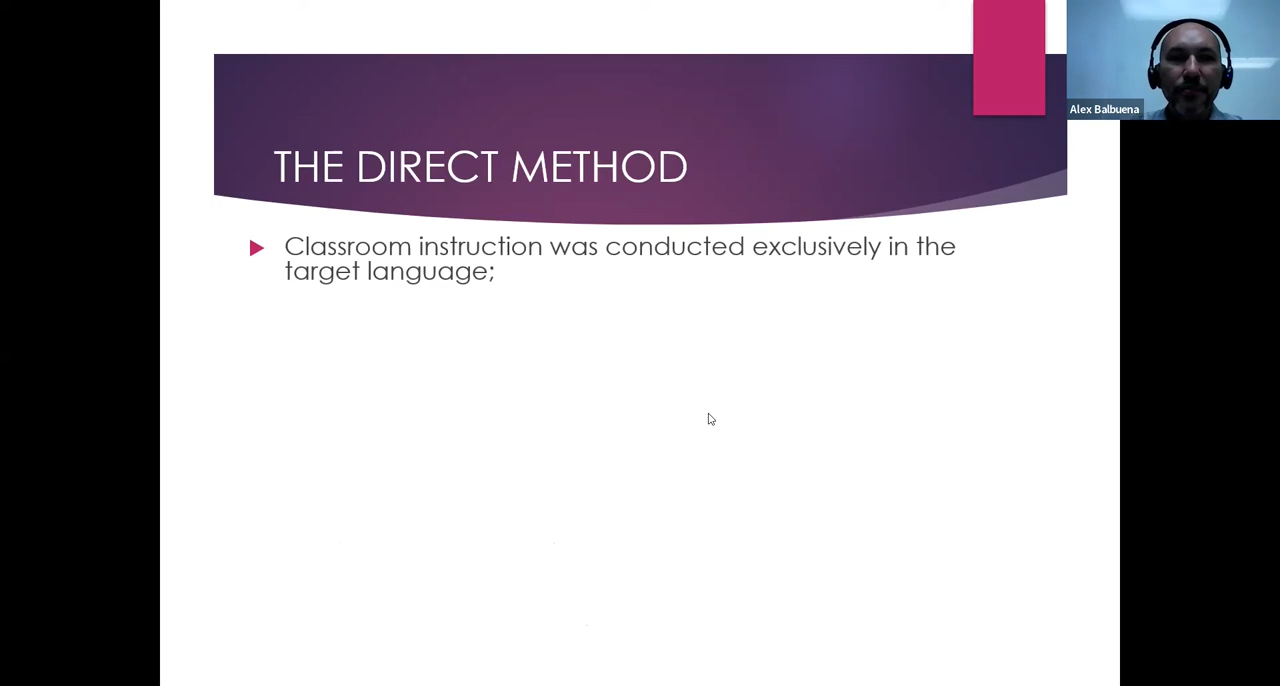 Alex Balbuena
THE DIRECT METHOD
Classroom instruction was conducted exclusively in the
target language;